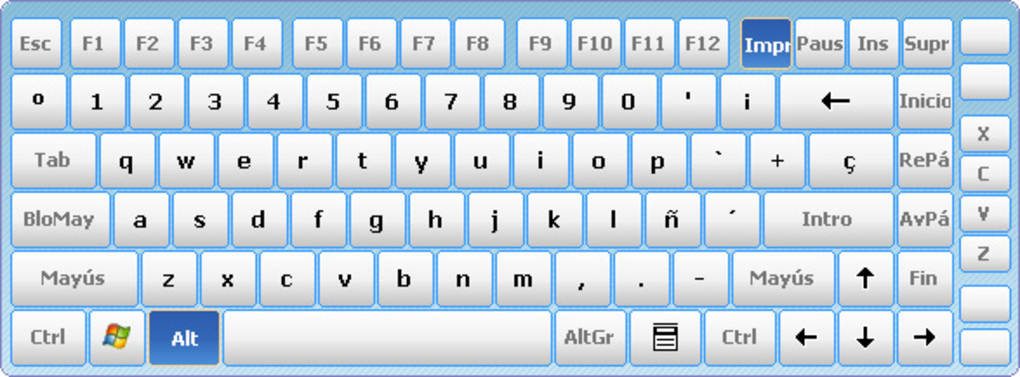 Esc F1 F2 F3 F4 F5 F6 F7 F8 F9 F10 F11 F12 Impr Paus Ins Supr
º 1 2 3 4 5 6 7 8 9 0 ' ¡ ← Inicio
Tab q w e r t y u i o p ` + ç RePá
X
C
BloMay a s d f g h j k l ñ ´ Intro AvPá
V
Z
Mayús z x c v b n m , . - Mayús ↑ Fin
Ctrl Alt AltGr Ctrl ← ↓ →